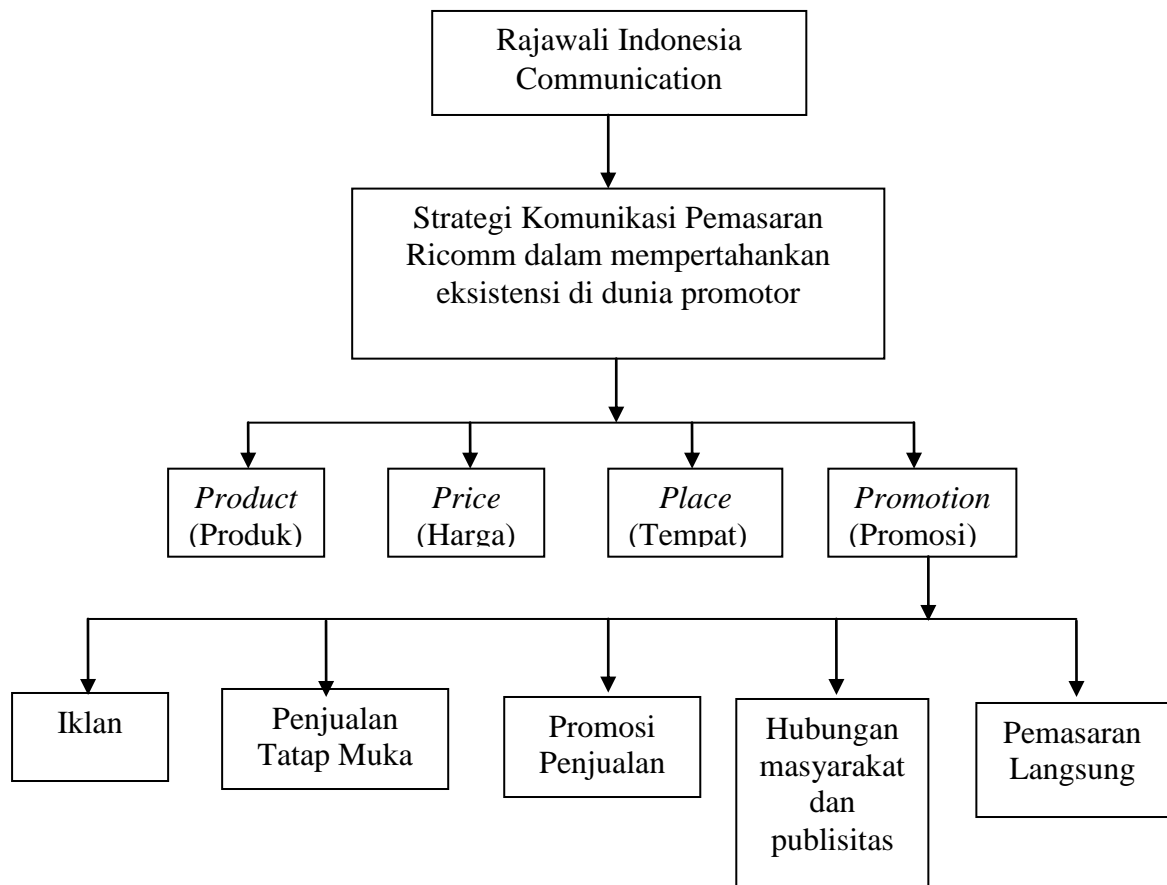 Rajawali Indonesia
Communication
Strategi Komunikasi Pemasaran
Ricomm dalam mempertahankan
eksistensi di dunia promotor
Product
(Produk)
Price
(Harga)
Place
(Tempat)
Promotion
(Promosi)
Iklan
Penjualan
Tatap Muka
Promosi
Penjualan
Hubungan
masyarakat
dan
publisitas
Pemasaran
Langsung